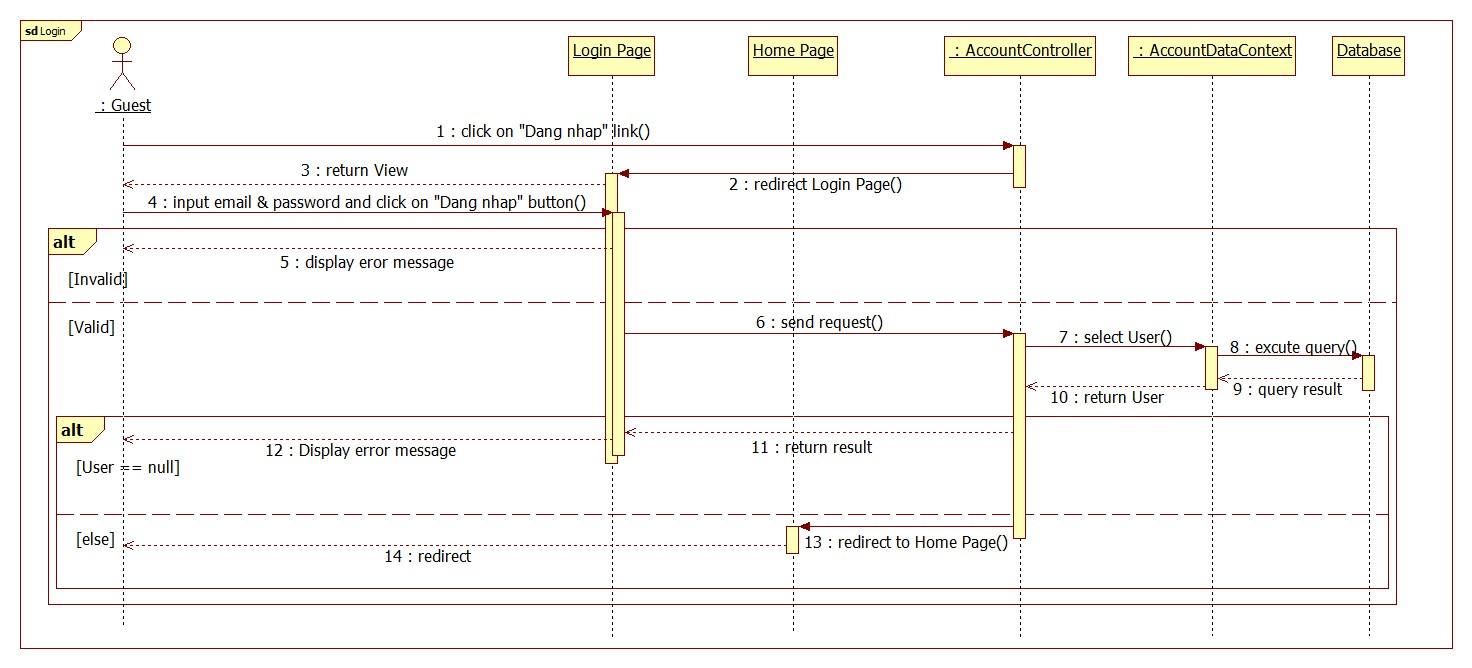 sd Login
Login Page
Home Page
: AccountController
: AccountDataContext
Database
: Guest
1 : click on "Dang nhap" link()
3 : return View
2 : redirect Login Page()
4 : input email & password and click on "Dang nhap" button()
alt
5 : display eror message
[Invalid]
[Valid]
6 : send request()
7 : select User()
8 : excute query()
9 : query result
10 : return User
alt
11 : return result
12 : Display error message
[User == null]
[else]
13 : redirect to Home Page()
14 : redirect